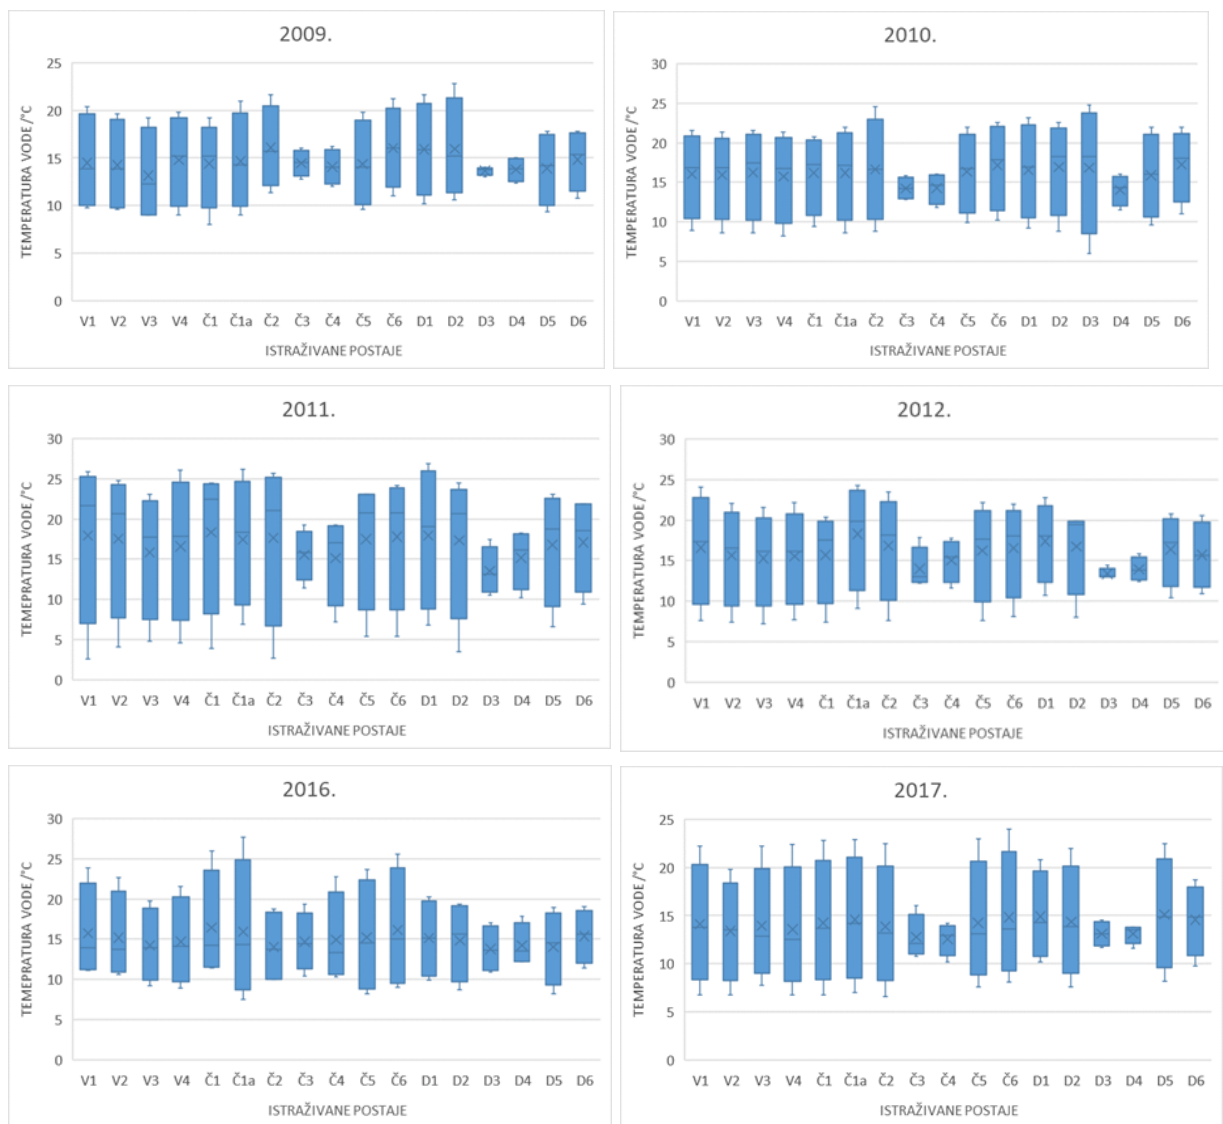 2009.
TEMPERATURA VODE /°C
25
20
15
10
5
0
V1 V2 V3 V4 Č1 Č1a Č2 Č3 Č4 Č5 Č6 D1 D2 D3 D4 D5 D6
ISTRAŽIVANE POSTAJE
2010.
TEMPERATURA VODE /°C
30
25
20
15
10
5
0
V1 V2 V3 V4 Č1 Č1a Č2 Č3 Č4 Č5 Č6 D1 D2 D3 D4 D5 D6
ISTRAŽIVANE POSTAJE
2011.
TEMEPRATURA VODE /°C
30
25
20
15
10
5
0
V1 V2 V3 V4 Č1 Č1a Č2 Č3 Č4 Č5 Č6 D1 D2 D3 D4 D5 D6
ISTRAŽIVANE POSTAJE
2012.
TEMPERATURA VODE /°C
30
25
20
15
10
5
0
V1 V2 V3 V4 Č1 Č1a Č2 Č3 Č4 Č5 Č6 D1 D2 D3 D4 D5 D6
ISTRAŽIVANE POSTAJE
2016.
TEMEPRATURA VODE /°C
30
25
20
15
10
5
0
V1 V2 V3 V4 Č1 Č1a Č2 Č3 Č4 Č5 Č6 D1 D2 D3 D4 D5 D6
ISTRAŽIVANE POSTAJE
2017.
TEMPERATURA VODE /°C
25
20
15
10
5
0
V1 V2 V3 V4 Č1 Č1a Č2 Č3 Č4 Č5 Č6 D1 D2 D3 D4 D5 D6
ISTRAŽIVANE POSTAJE